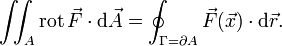 ∬_A rot F⃗ · dA⃗ = ∮_{Γ=∂A} F⃗(x⃗) · dr⃗.